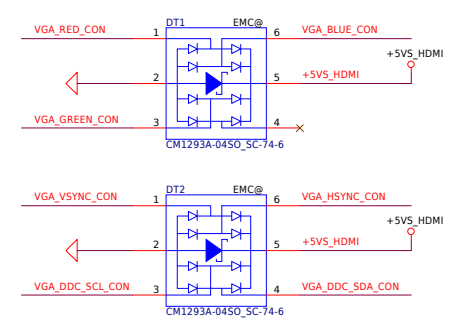 DT1 EMC@
VGA_RED_CON 1 6 VGA_BLUE_CON
+5VS_HDMI
2 5 +5VS_HDMI
VGA_GREEN_CON 3 4
CM1293A-04SO_SC-74-6
DT2 EMC@
VGA_VSYNC_CON 1 6 VGA_HSYNC_CON
+5VS_HDMI
2 5 +5VS_HDMI
VGA_DDC_SCL_CON 3 4 VGA_DDC_SDA_CON
CM1293A-04SO_SC-74-6